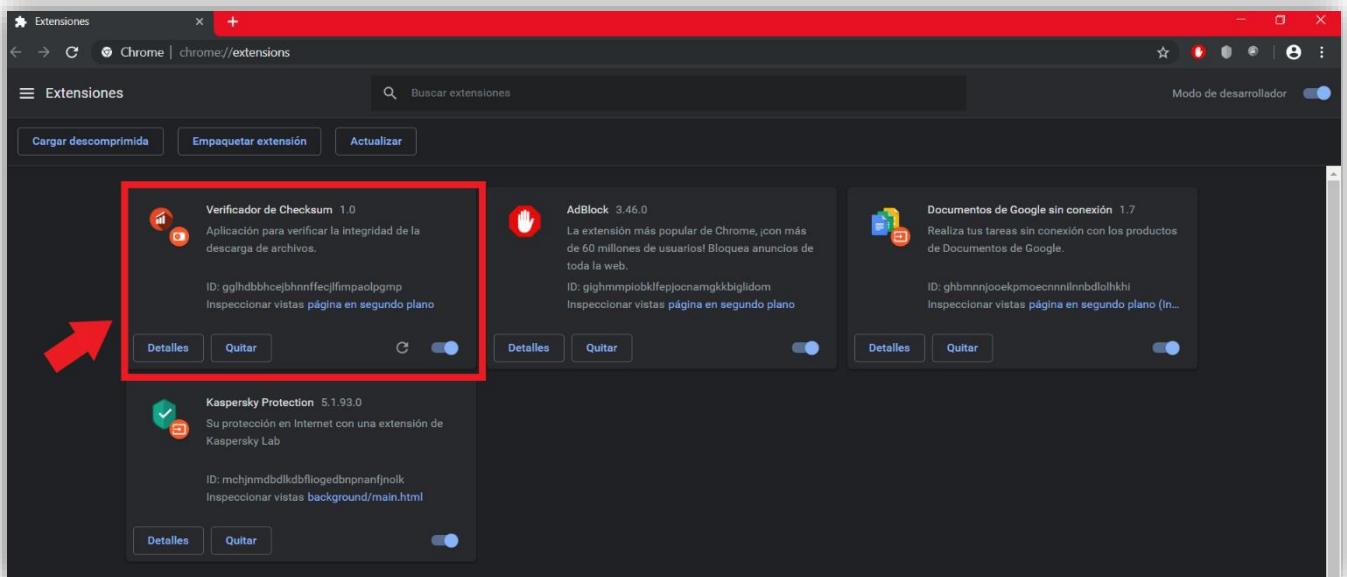 Extensiones
Chrome | chrome://extensions
Extensiones
Buscar extensiones
Modo de desarrollador
Cargar descomprimida
Empaquetar extensión
Actualizar
Verificador de Checksum 1.0
Aplicación para verificar la integridad de la
descarga de archivos.
ID: gglhdbbhcejbhnnffecjlfimpaolpgmp
Inspeccionar vistas página en segundo plano
Detalles
Quitar
AdBlock 3.46.0
La extensión más popular de Chrome, ¡con más
de 60 millones de usuarios! Bloquea anuncios de
toda la web.
ID: gighmmpiobklfepjocnamgkkbiglidom
Inspeccionar vistas página en segundo plano
Detalles
Quitar
Documentos de Google sin conexión 1.7
Realiza tus tareas sin conexión con los productos
de Documentos de Google.
ID: ghbmnnjooekpmoecnnnilnnbdlolhkhi
Inspeccionar vistas página en segundo plano (In...
Detalles
Quitar
Kaspersky Protection 5.1.93.0
Su protección en Internet con una extensión de
Kaspersky Lab
ID: mchjnmdbdlkdbfliogedbnpnanfjnolk
Inspeccionar vistas background/main.html
Detalles
Quitar